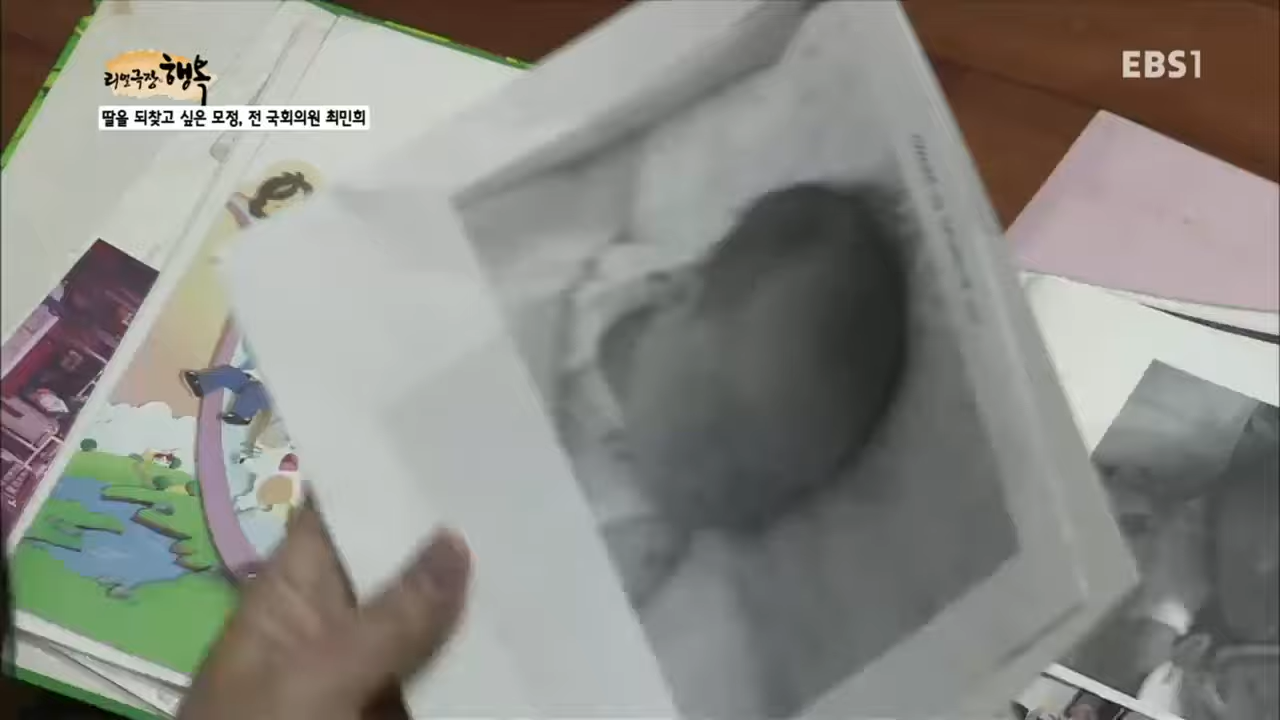 리얼극장 행복
딸을 되찾고 싶은 모정, 전 국회의원 최민희
EBS1